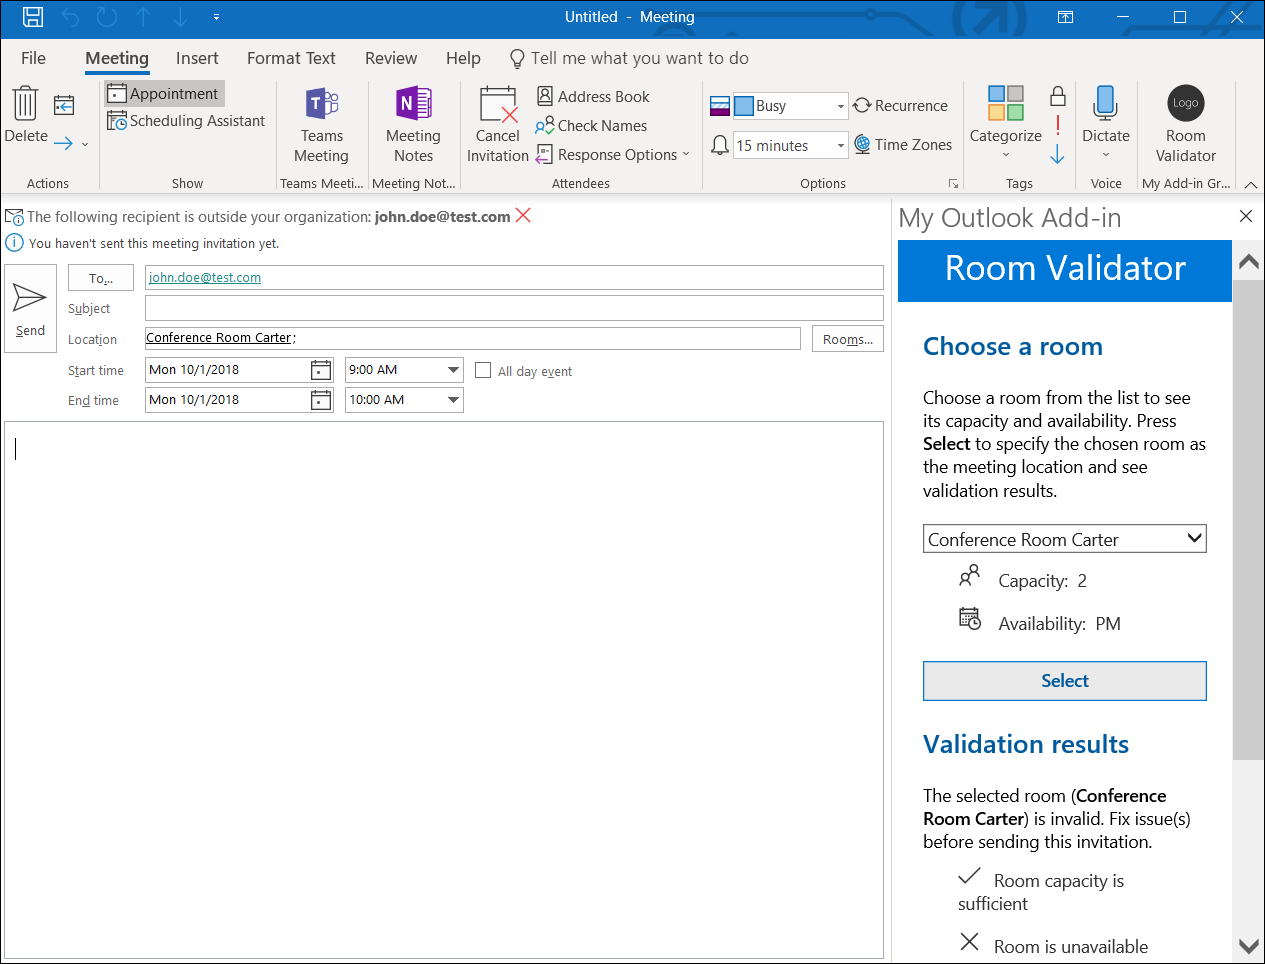 Untitled - Meeting
File Meeting Insert Format Text Review Help Tell me what you want to do
Delete
Actions
Appointment
Scheduling Assistant
Show
Teams
Meeting
Teams Meeti...
Meeting
Notes
Meeting Not...
Cancel
Invitation
Address Book
Check Names
Response Options
Attendees
Busy
Recurrence
15 minutes
Time Zones
Options
Categorize
Tags
Dictate
Voice
Logo
Room
Validator
My Add-in Gr...
The following recipient is outside your organization: john.doe@test.com
You haven't sent this meeting invitation yet.
Send
To...
john.doe@test.com
Subject
Location
Conference Room Carter;
Rooms...
Start time
Mon 10/1/2018
9:00 AM
All day event
End time
Mon 10/1/2018
10:00 AM
My Outlook Add-in
Room Validator
Choose a room
Choose a room from the list to see
its capacity and availability. Press
Select to specify the chosen room as
the meeting location and see
validation results.
Conference Room Carter
Capacity: 2
Availability: PM
Select
Validation results
The selected room (Conference
Room Carter) is invalid. Fix issue(s)
before sending this invitation.
Room capacity is
sufficient
Room is unavailable